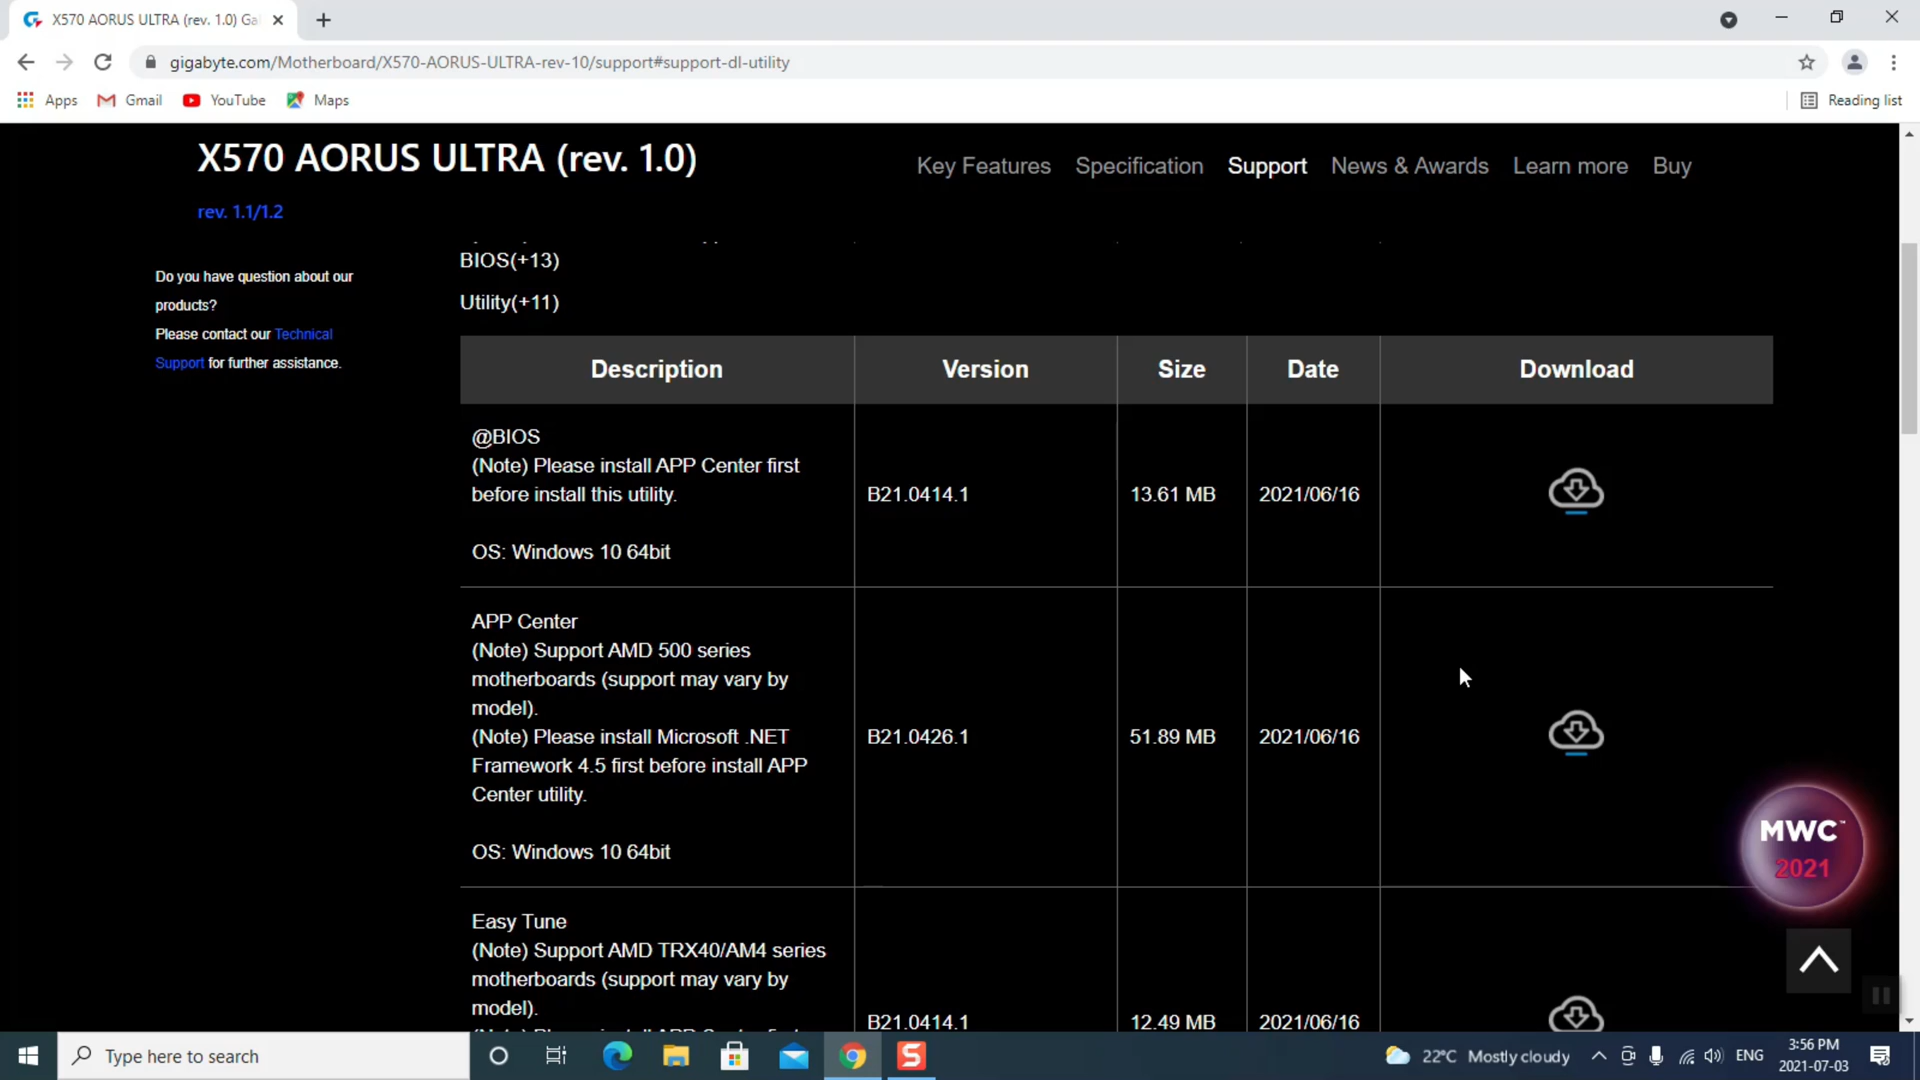 X570 AORUS ULTRA (rev. 1.0) Ga
gigabyte.com/Motherboard/X570-AORUS-ULTRA-rev-10/support#support-dl-utility
Apps
Gmail
YouTube
Maps
Reading list
X570 AORUS ULTRA (rev. 1.0)
Key Features
Specification
Support
News & Awards
Learn more
Buy
rev. 1.1/1.2
Do you have question about our
products?
Please contact our Technical
Support for further assistance.
BIOS(+13)
Utility(+11)
Description
Version
Size
Date
Download
@BIOS
(Note) Please install APP Center first
before install this utility.
OS: Windows 10 64bit
B21.0414.1
13.61 MB
2021/06/16
APP Center
(Note) Support AMD 500 series
motherboards (support may vary by
model).
(Note) Please install Microsoft .NET
Framework 4.5 first before install APP
Center utility.
OS: Windows 10 64bit
B21.0426.1
51.89 MB
2021/06/16
MWC™
2021
Easy Tune
(Note) Support AMD TRX40/AM4 series
motherboards (support may vary by
model).
B21.0414.1
12.49 MB
2021/06/16
Type here to search
22°C Mostly cloudy
ENG
3:56 PM
2021-07-03